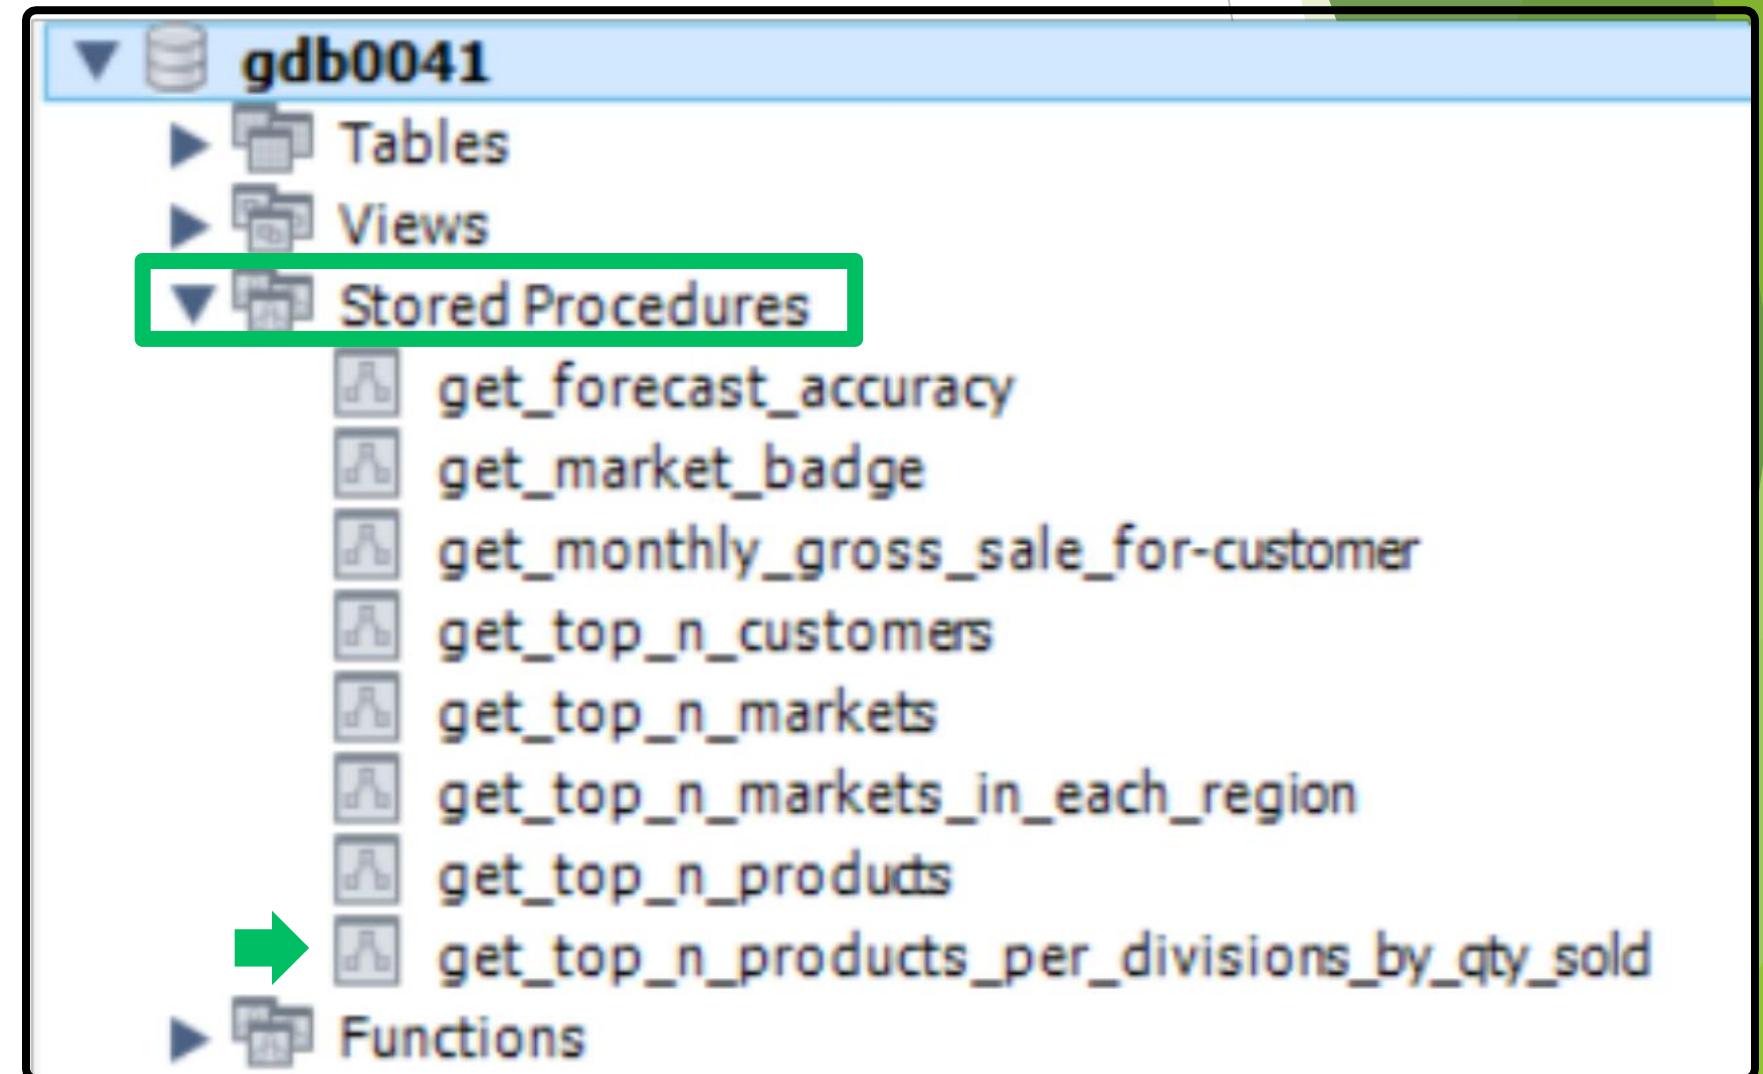 gdb0041
Tables
Views
Stored Procedures
get_forecast_accuracy
get_market_badge
get_monthly_gross_sale_for-customer
get_top_n_customers
get_top_n_markets
get_top_n_markets_in_each_region
get_top_n_products
get_top_n_products_per_divisions_by_qty_sold
Functions